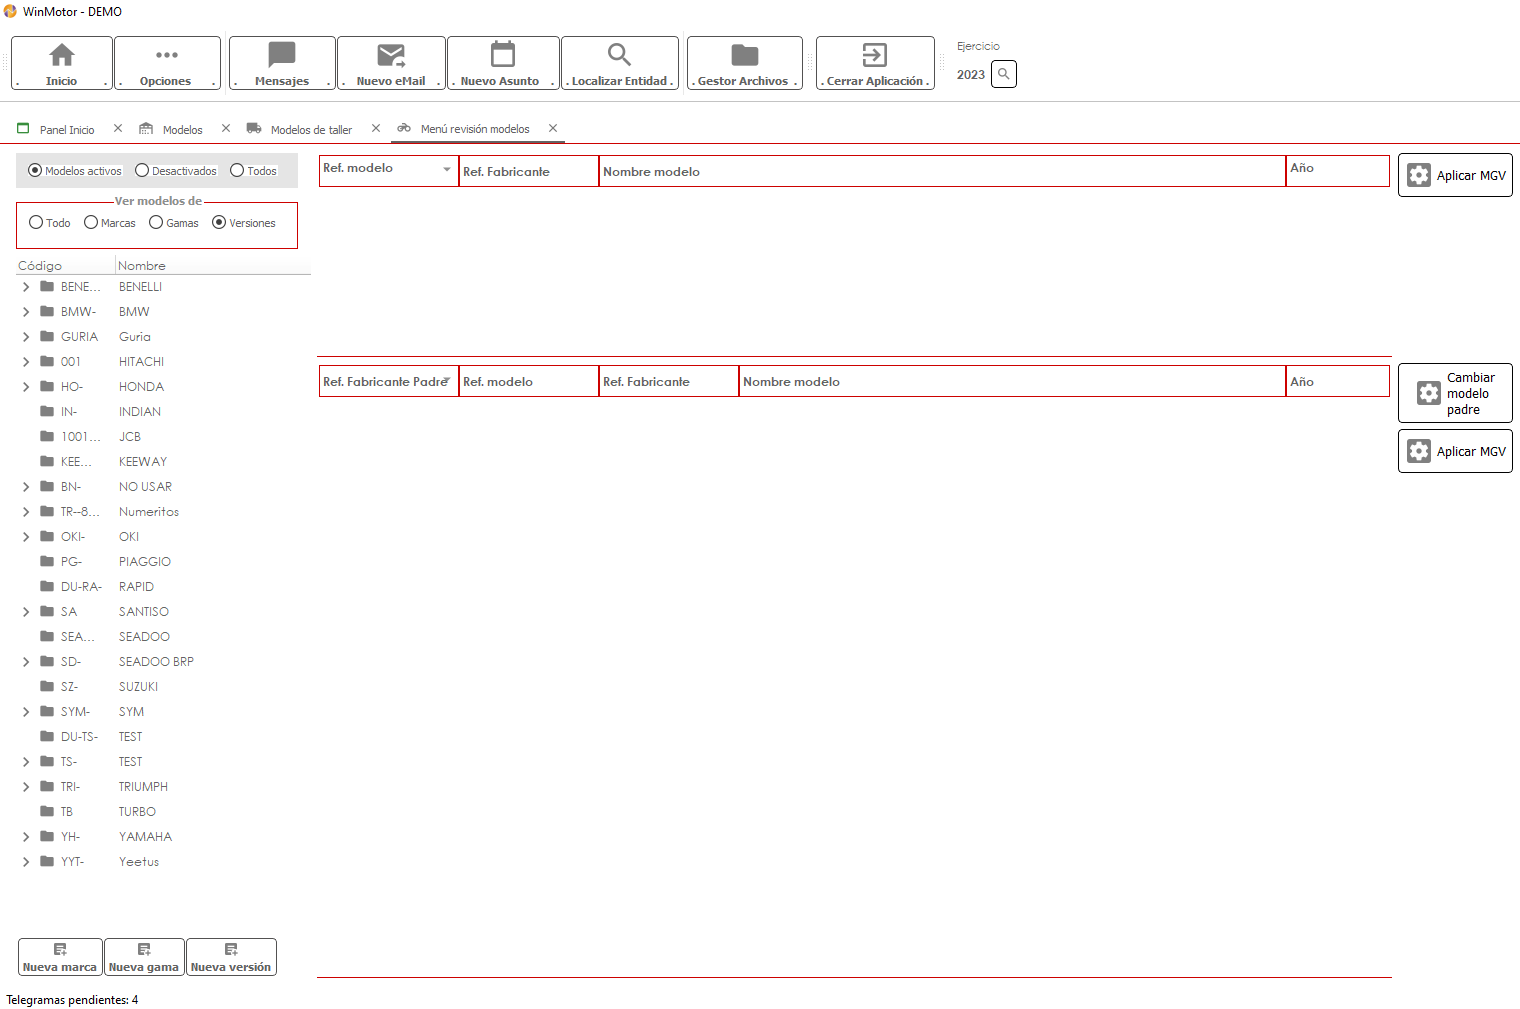 WinMotor - DEMO
. Inicio .
. Opciones .
. Mensajes .
. Nuevo eMail .
. Nuevo Asunto .
. Localizar Entidad .
. Gestor Archivos .
. Cerrar Aplicación .
Ejercicio
2023
Panel Inicio
Modelos
Modelos de taller
Menú revisión modelos
Modelos activos Desactivados Todos
Ver modelos de
Todo Marcas Gamas Versiones
Código Nombre
BENE... BENELLI
BMW- BMW
GURIA Guria
001 HITACHI
HO- HONDA
IN- INDIAN
1001... JCB
KEE... KEEWAY
BN- NO USAR
TR--8... Numeritos
OKI- OKI
PG- PIAGGIO
DU-RA- RAPID
SA SANTISO
SEA... SEADOO
SD- SEADOO BRP
SZ- SUZUKI
SYM- SYM
DU-TS- TEST
TS- TEST
TRI- TRIUMPH
TB TURBO
YH- YAMAHA
YYT- Yeetus
Nueva marca
Nueva gama
Nueva versión
Ref. modelo Ref. Fabricante Nombre modelo Año
Aplicar MGV
Ref. Fabricante Padre Ref. modelo Ref. Fabricante Nombre modelo Año
Cambiar
modelo
padre
Aplicar MGV
Telegramas pendientes: 4